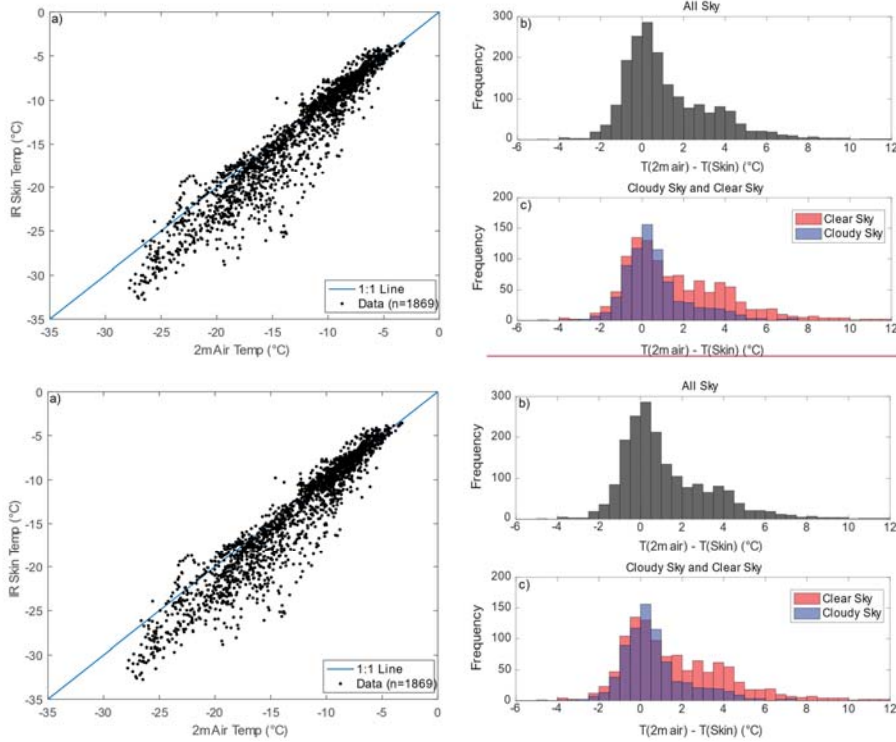 a)
0
-5
-10
-15
-20
-25
-30
-35
IR Skin Temp (°C)
1:1 Line
Data (n=1869)
-35 -30 -25 -20 -15 -10 -5 0
2m Air Temp (°C)
All Sky
b)
300
200
100
0
Frequency
-6 -4 -2 0 2 4 6 8 10 12
T(2m air) - T(Skin) (°C)
Cloudy Sky and Clear Sky
c)
200
150
100
50
0
Frequency
Clear Sky
Cloudy Sky
-6 -4 -2 0 2 4 6 8 10 12
T(2m air) - T(Skin) (°C)
a)
0
-5
-10
-15
-20
-25
-30
-35
IR Skin Temp (°C)
1:1 Line
Data (n=1869)
-35 -30 -25 -20 -15 -10 -5 0
2m Air Temp (°C)
All Sky
b)
300
200
100
0
Frequency
-6 -4 -2 0 2 4 6 8 10 12
T(2m air) - T(Skin) (°C)
Cloudy Sky and Clear Sky
c)
200
150
100
50
0
Frequency
Clear Sky
Cloudy Sky
-6 -4 -2 0 2 4 6 8 10 12
T(2m air) - T(Skin) (°C)